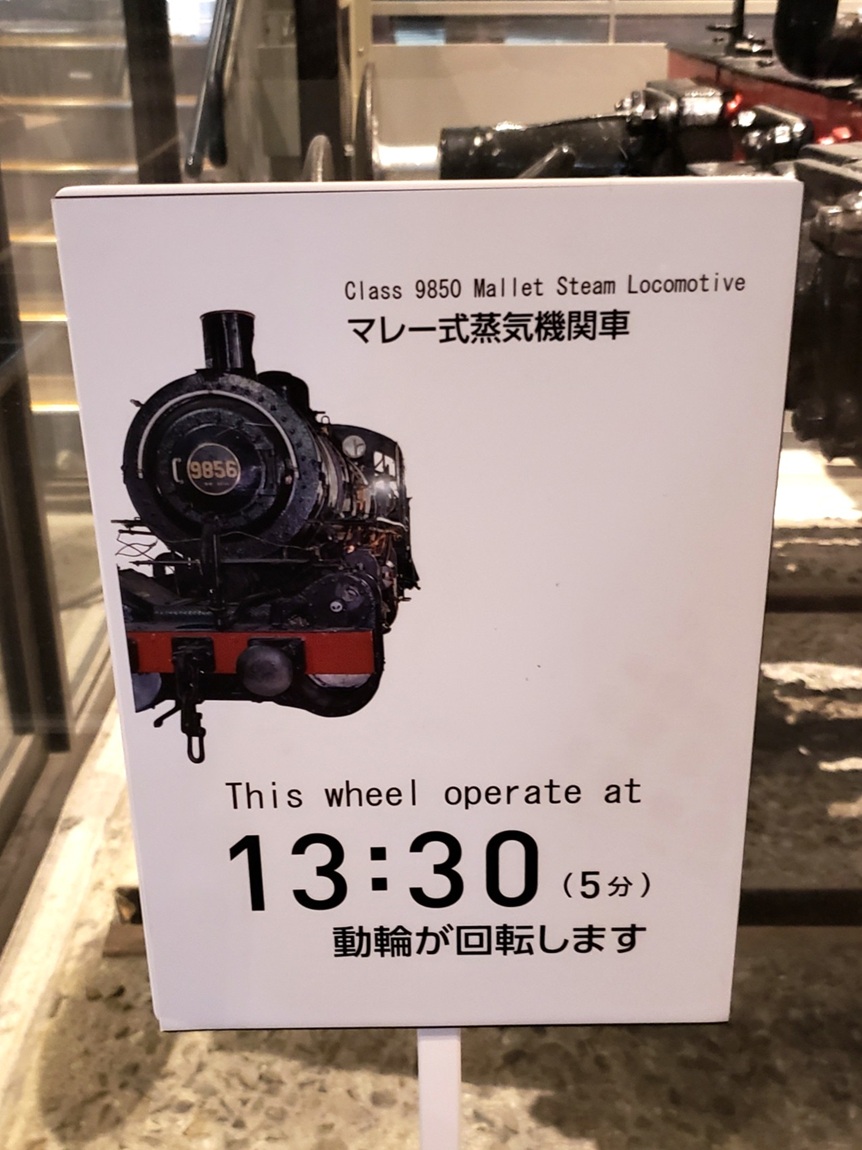 Class 9850 Mallet Steam Locomotive
マレー式蒸気機関車
9856
This wheel operate at
13:30 (5分)
動輪が回転します